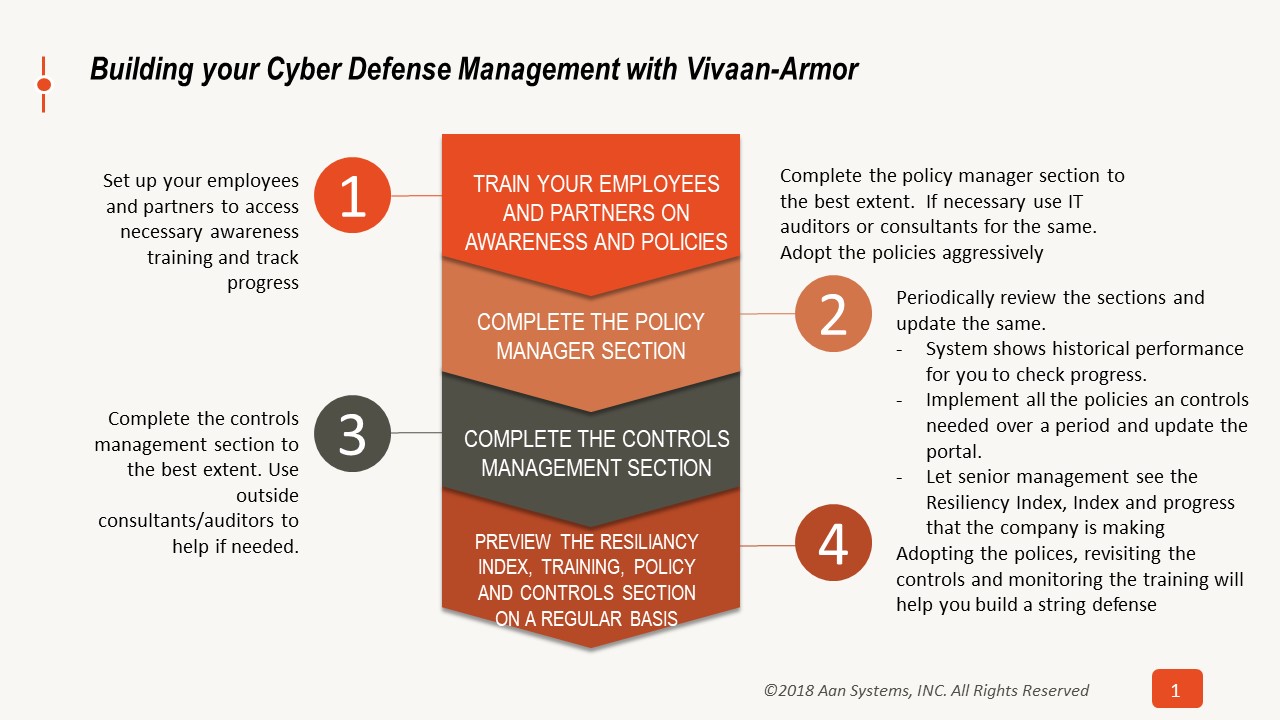 Building your Cyber Defense Management with Vivaan-Armor
Set up your employees
and partners to access
necessary awareness
training and track
progress
1
TRAIN YOUR EMPLOYEES
AND PARTNERS ON
AWARENESS AND POLICIES
Complete the policy manager section to
the best extent.  If necessary use IT
auditors or consultants for the same.
Adopt the policies aggressively
COMPLETE THE POLICY
MANAGER SECTION
2
Complete the controls
management section to
the best extent. Use
outside
consultants/auditors to
help if needed.
3
COMPLETE THE CONTROLS
MANAGEMENT SECTION
Periodically review the sections and
update the same.
- System shows historical performance
for you to check progress.
- Implement all the policies an controls
needed over a period and update the
portal.
- Let senior management see the
Resiliency Index, Index and progress
that the company is making
Adopting the polices, revisiting the
controls and monitoring the training will
help you build a string defense
PREVIEW THE RESILIANCY
INDEX, TRAINING, POLICY
AND CONTROLS SECTION
ON A REGULAR BASIS
4
©2018 Aan Systems, INC. All Rights Reserved
1